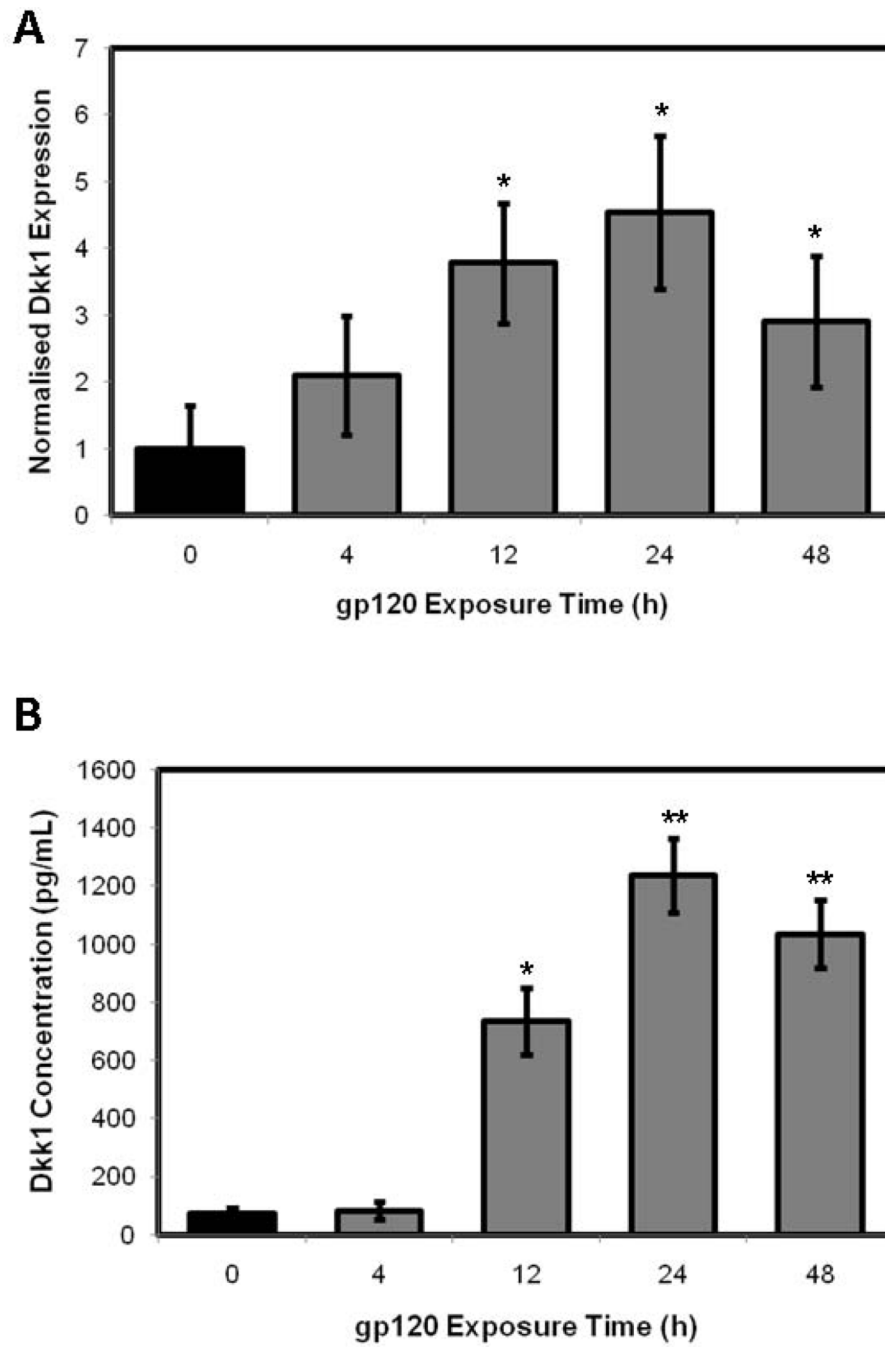 A
7
6
5
4
3
2
1
0
Normalised Dkk1 Expression
*
*
*
0 4 12 24 48
gp120 Exposure Time (h)
B
1600
1400
1200
1000
800
600
400
200
0
Dkk1 Concentration (pg/mL)
*
**
**
0 4 12 24 48
gp120 Exposure Time (h)